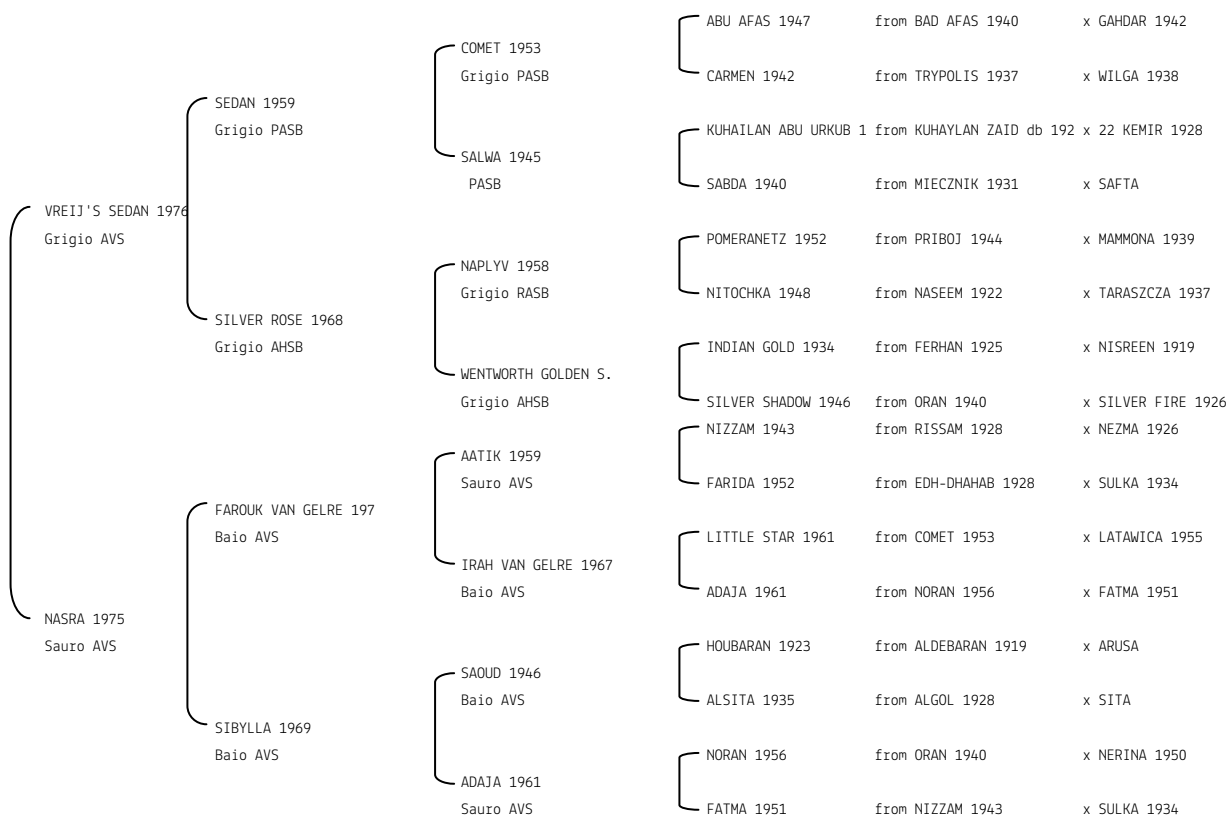 ABU AFAS 1947 from BAD AFAS 1940 x GAHDAR 1942
COMET 1953
Grigio PASB
CARMEN 1942 from TRYPOLIS 1937 x WILGA 1938
SEDAN 1959
Grigio PASB
KUHAILAN ABU URKUB 1 from KUHAYLAN ZAID db 192 x 22 KEMIR 1928
SALWA 1945
PASB
SABDA 1940 from MIECZNIK 1931 x SAFTA
VREIJ'S SEDAN 1976
Grigio AVS
POMERANETZ 1952 from PRIBOJ 1944 x MAMMONA 1939
NAPLYV 1958
Grigio RASB
NITOCHKA 1948 from NASEEM 1922 x TARASZCZA 1937
SILVER ROSE 1968
Grigio AHSB
INDIAN GOLD 1934 from FERHAN 1925 x NISREEN 1919
WENTWORTH GOLDEN S.
Grigio AHSB
SILVER SHADOW 1946 from ORAN 1940 x SILVER FIRE 1926
NIZZAM 1943 from RISSAM 1928 x NEZMA 1926
AATIK 1959
Sauro AVS
FARIDA 1952 from EDH-DHAHAB 1928 x SULKA 1934
FAROUK VAN GELRE 197
Baio AVS
LITTLE STAR 1961 from COMET 1953 x LATAWICA 1955
IRAH VAN GELRE 1967
Baio AVS
ADAJA 1961 from NORAN 1956 x FATMA 1951
NASRA 1975
Sauro AVS
HOUBARAN 1923 from ALDEBARAN 1919 x ARUSA
SAOUD 1946
Baio AVS
ALSITA 1935 from ALGOL 1928 x SITA
SIBYLLA 1969
Baio AVS
NORAN 1956 from ORAN 1940 x NERINA 1950
ADAJA 1961
Sauro AVS
FATMA 1951 from NIZZAM 1943 x SULKA 1934